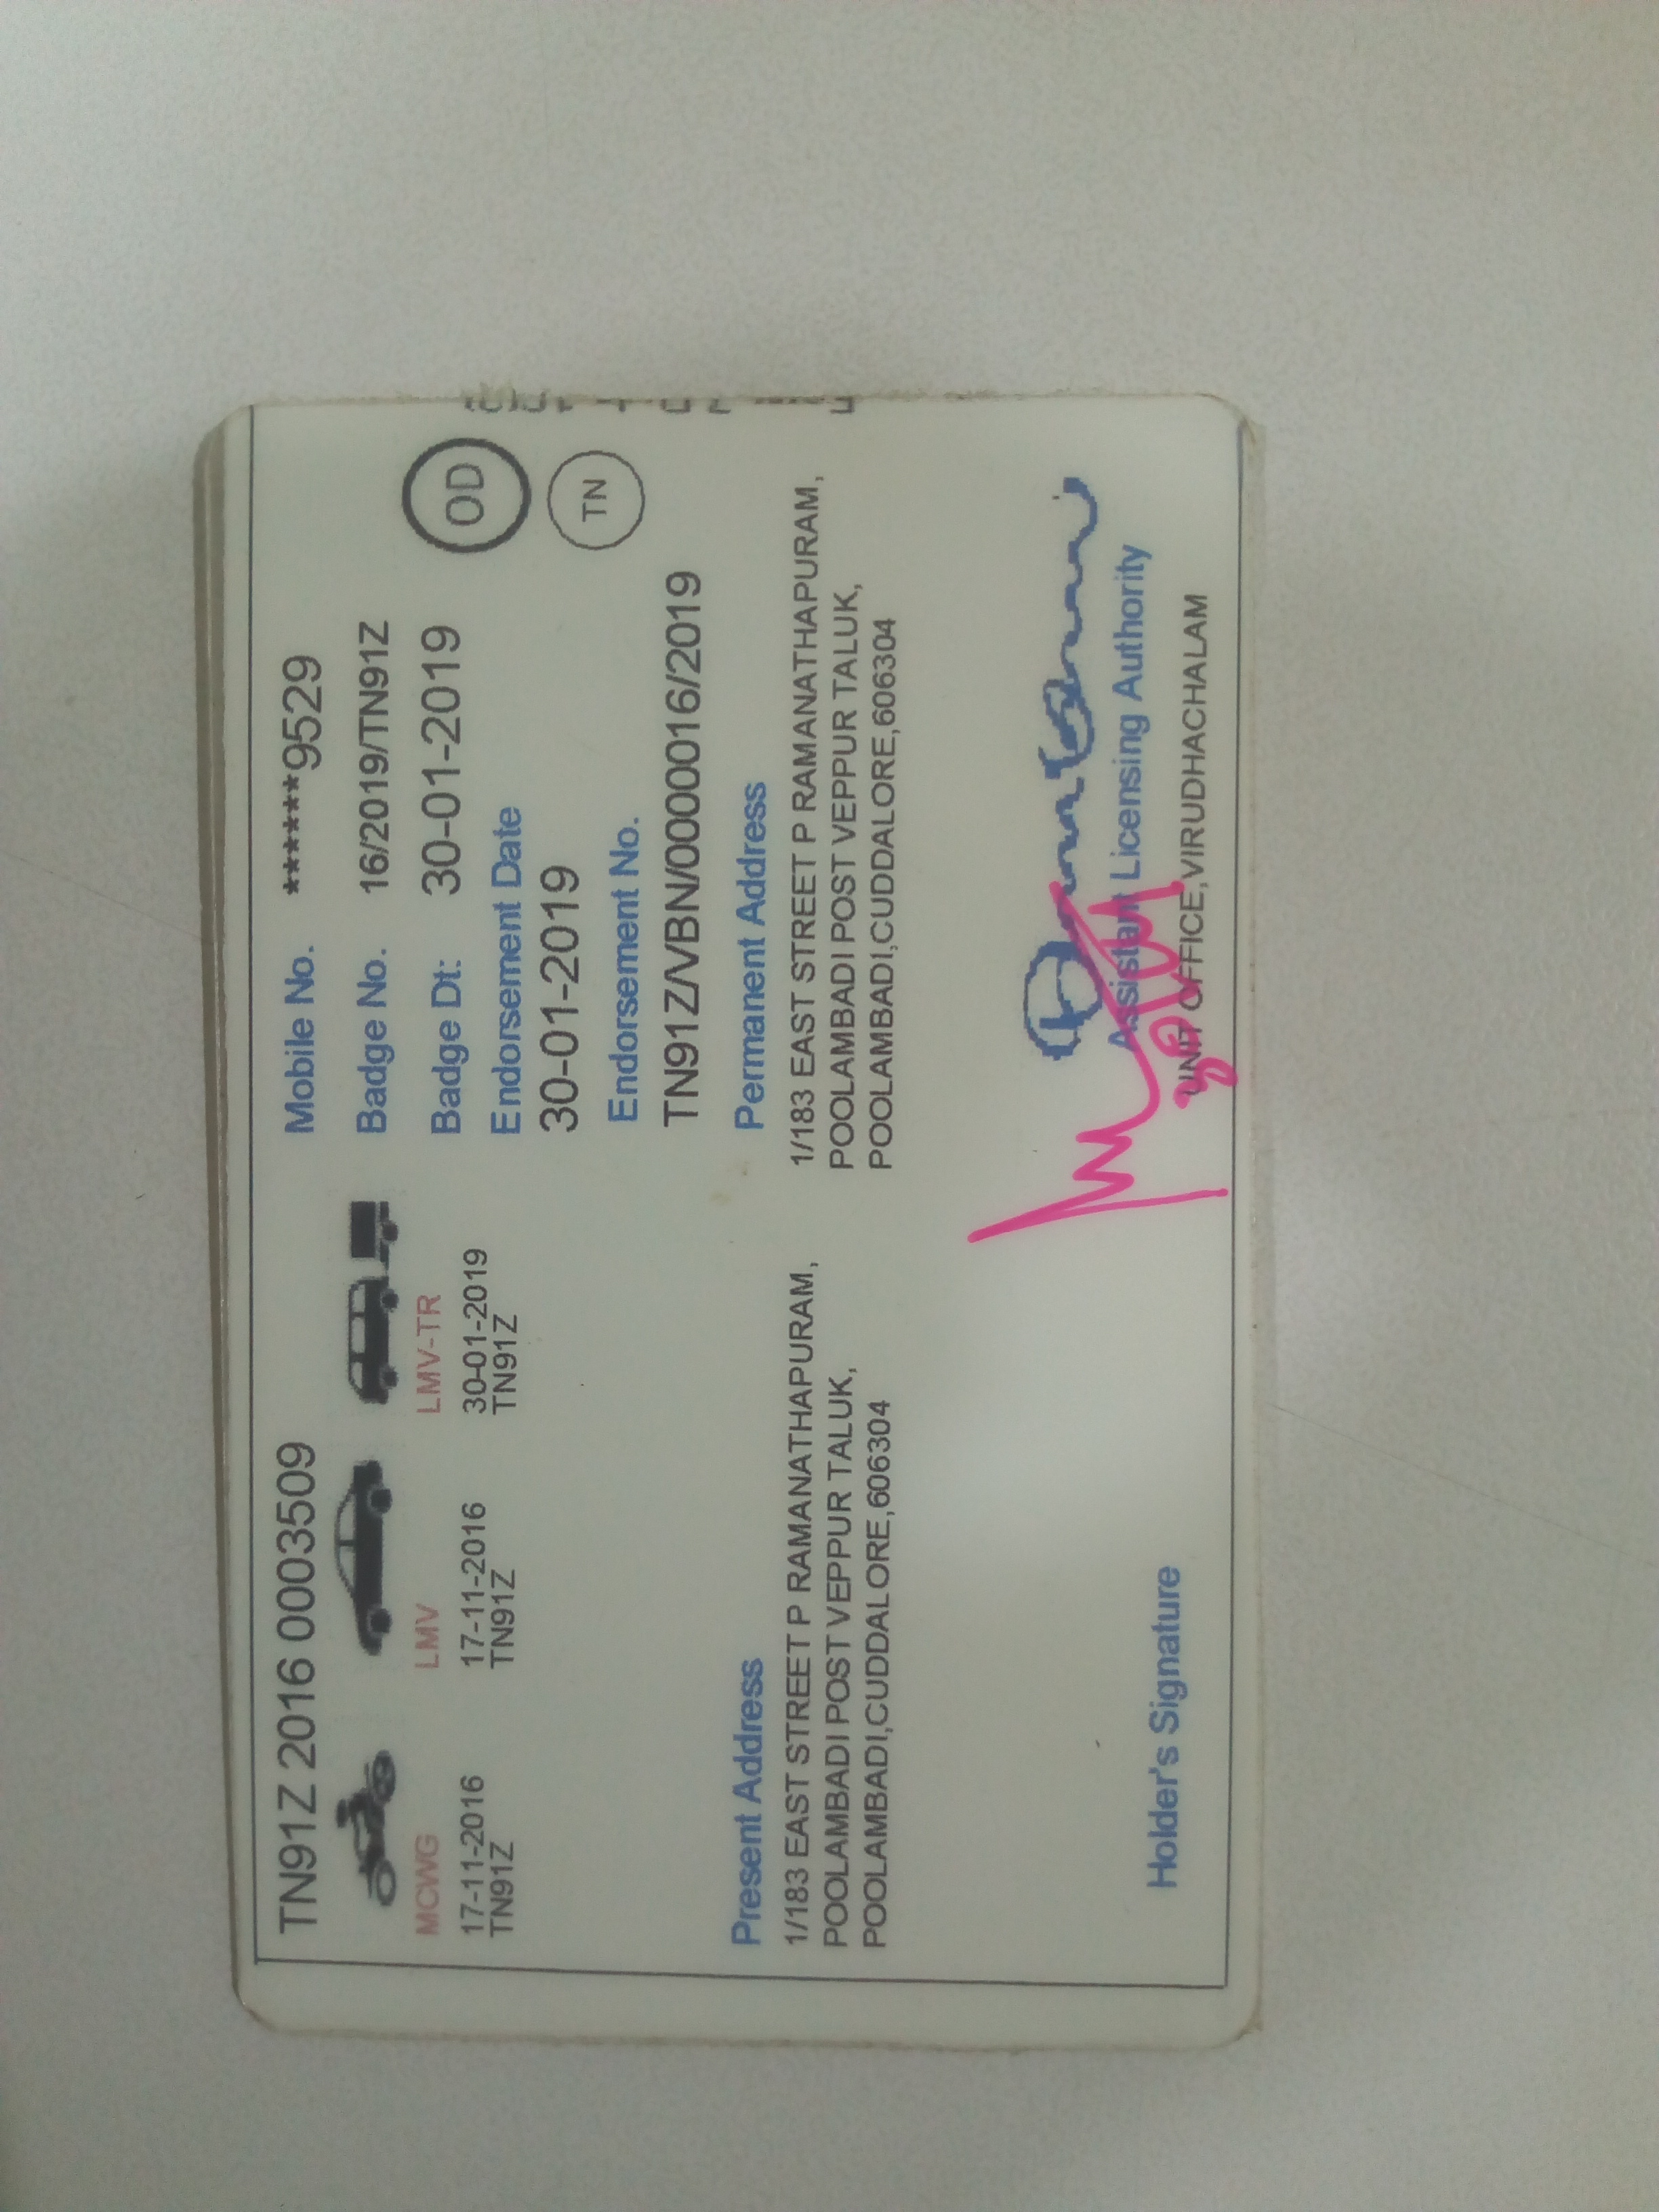 TN91Z 2016 0003509
MCWG
17-11-2016
TN91Z
LMV
17-11-2016
TN91Z
LMV-TR
30-01-2019
TN91Z
Mobile No. ******9529
Badge No. 16/2019/TN91Z
Badge Dt: 30-01-2019
Endorsement Date
30-01-2019
Endorsement No.
TN91Z/VBN/0000016/2019
OD
TN
Present Address
1/183 EAST STREET P RAMANATHAPURAM,
POOLAMBADI POST VEPPUR TALUK,
POOLAMBADI,CUDDALORE,606304
Permanent Address
1/183 EAST STREET P RAMANATHAPURAM,
POOLAMBADI POST VEPPUR TALUK,
POOLAMBADI,CUDDALORE,606304
Holder's Signature
Assistant Licensing Authority
UNIT OFFICE,VIRUDHACHALAM